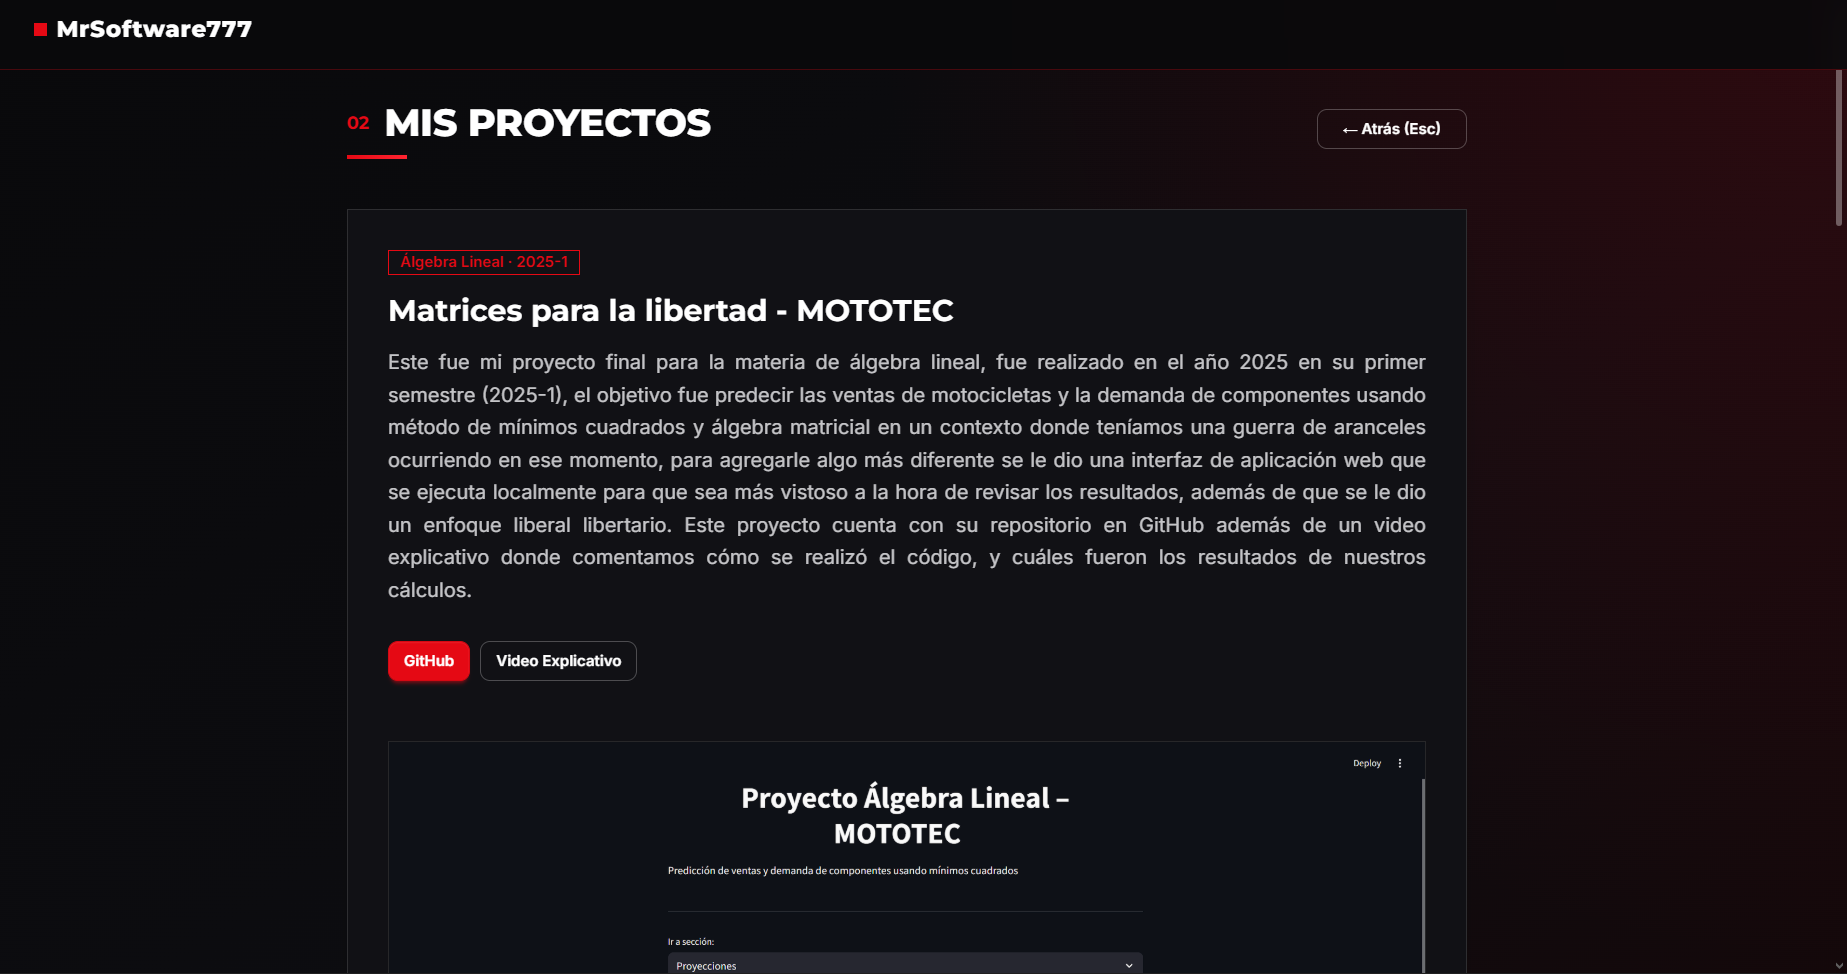 MrSoftware777
02 MIS PROYECTOS
← Atrás (Esc)
Álgebra Lineal · 2025-1
Matrices para la libertad - MOTOTEC
Este fue mi proyecto final para la materia de álgebra lineal, fue realizado en el año 2025 en su primer
semestre (2025-1), el objetivo fue predecir las ventas de motocicletas y la demanda de componentes usando
método de mínimos cuadrados y álgebra matricial en un contexto donde teníamos una guerra de aranceles
ocurriendo en ese momento, para agregarle algo más diferente se le dio una interfaz de aplicación web que
se ejecuta localmente para que sea más vistoso a la hora de revisar los resultados, además de que se le dio
un enfoque liberal libertario. Este proyecto cuenta con su repositorio en GitHub además de un video
explicativo donde comentamos cómo se realizó el código, y cuáles fueron los resultados de nuestros
cálculos.
GitHub
Video Explicativo
Deploy
Proyecto Álgebra Lineal –
MOTOTEC
Predicción de ventas y demanda de componentes usando mínimos cuadrados
Ir a sección:
Proyecciones